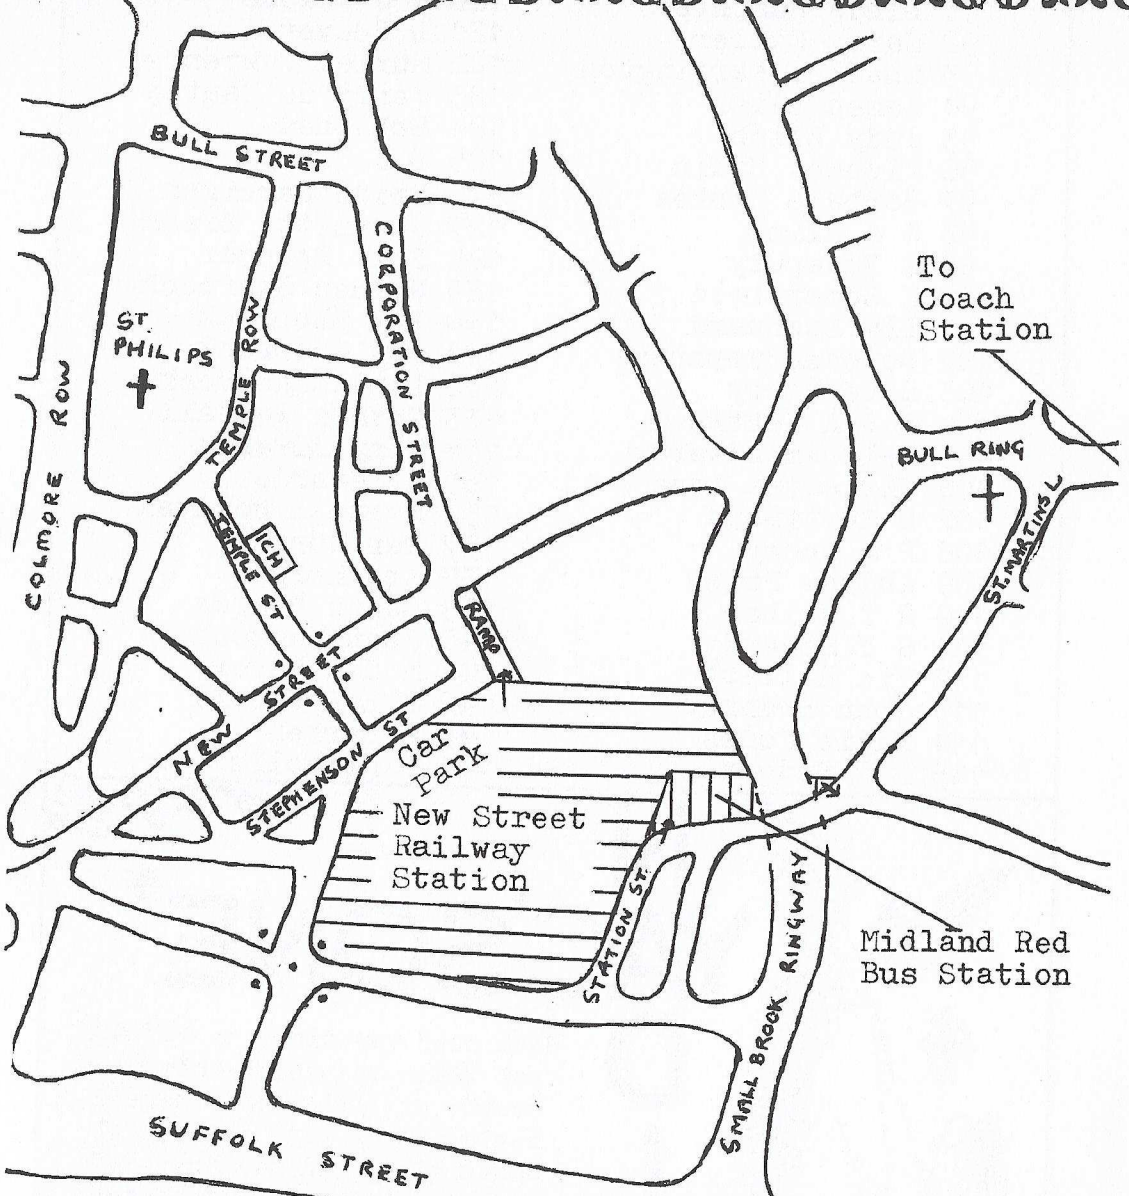 BULL STREET
CORPORATION STREET
To
Coach
Station
ST.
PHILIPS
TEMPLE ROW
TEMPLE ROW
COLMORE ROW
BULL RING
ST. MARTINS L
ICH
TEMPLE ST
RAMP
NEW STREET
STEPHENSON ST
Car
Park
New Street
Railway
Station
STATION ST.
Midland Red
Bus Station
SMALL BROOK RINGWAY
SUFFOLK STREET